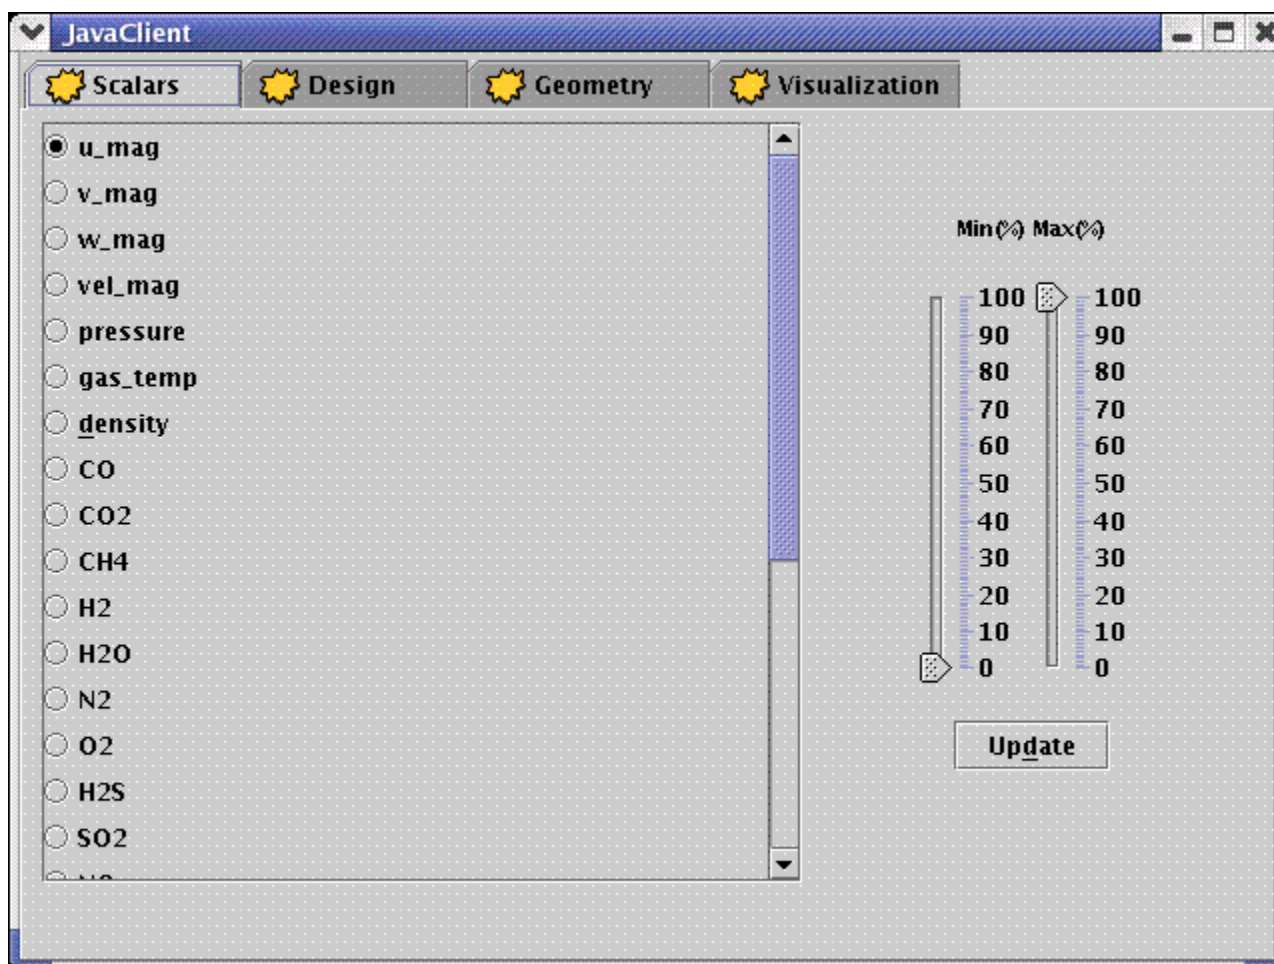 JavaClient
Scalars Design Geometry Visualization
u_mag
v_mag
w_mag
vel_mag
pressure
gas_temp
density
CO
CO2
CH4
H2
H2O
N2
O2
H2S
SO2
Min(%) Max(%)
100 100
90 90
80 80
70 70
60 60
50 50
40 40
30 30
20 20
10 10
0 0
Update